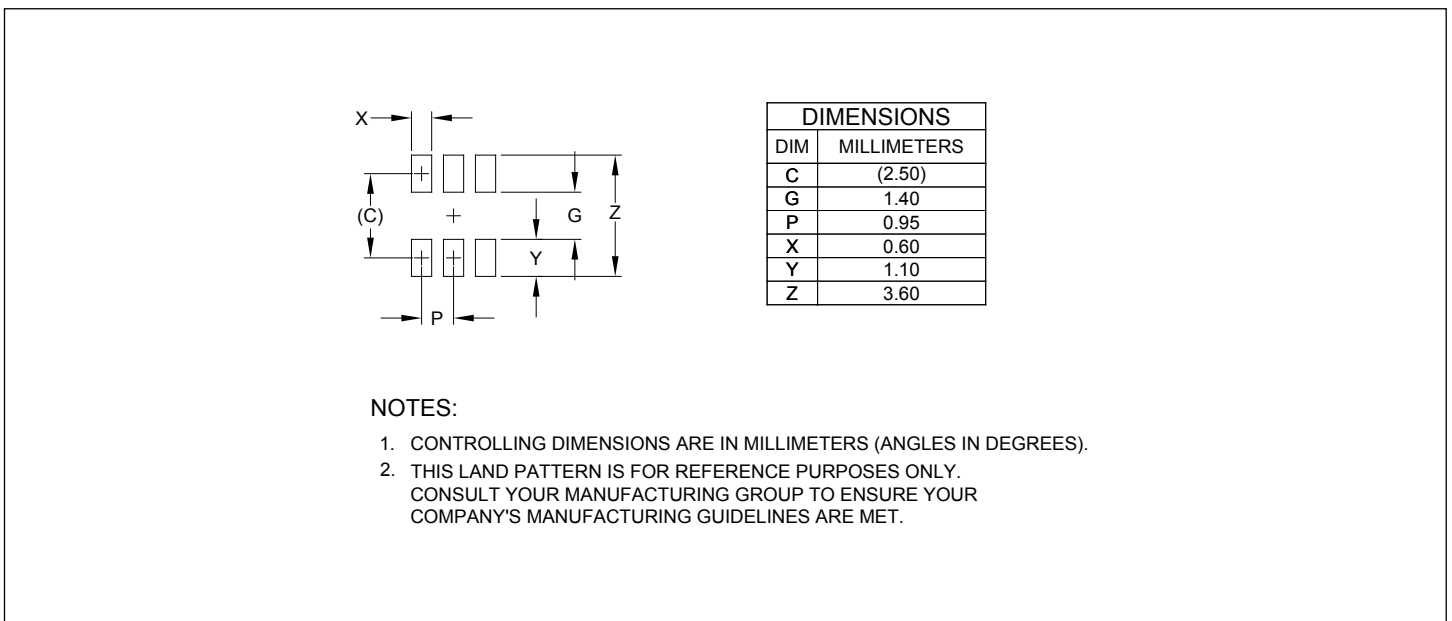 X
(C)
G
Z
Y
P
DIMENSIONS
DIM MILLIMETERS
C (2.50)
G 1.40
P 0.95
X 0.60
Y 1.10
Z 3.60
NOTES:
1. CONTROLLING DIMENSIONS ARE IN MILLIMETERS (ANGLES IN DEGREES).
2. THIS LAND PATTERN IS FOR REFERENCE PURPOSES ONLY.
CONSULT YOUR MANUFACTURING GROUP TO ENSURE YOUR
COMPANY'S MANUFACTURING GUIDELINES ARE MET.